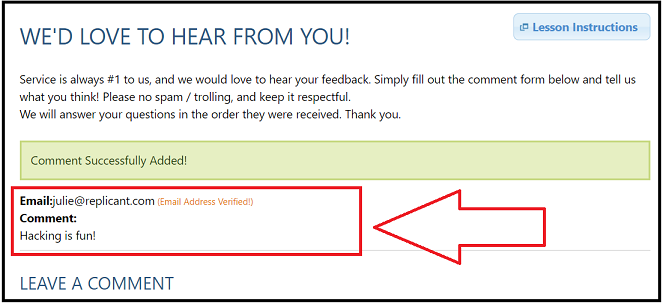 WE'D LOVE TO HEAR FROM YOU!
Lesson Instructions
Service is always #1 to us, and we would love to hear your feedback. Simply fill out the comment form below and tell us
what you think! Please no spam / trolling, and keep it respectful.
We will answer your questions in the order they were received. Thank you.
Comment Successfully Added!
Email:julie@replicant.com (Email Address Verified!)
Comment:
Hacking is fun!
LEAVE A COMMENT